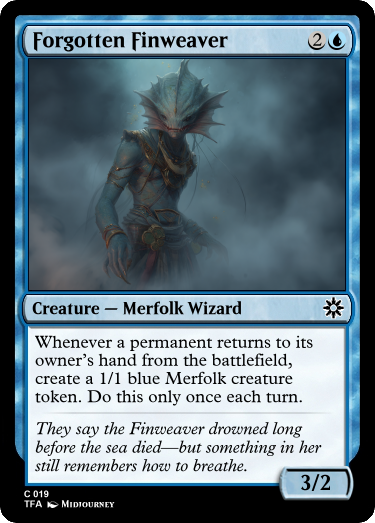 Forgotten Finweaver 2
Creature — Merfolk Wizard
Whenever a permanent returns to its
owner's hand from the battlefield,
create a 1/1 blue Merfolk creature
token. Do this only once each turn.
They say the Finweaver drowned long
before the sea died—but something in her
still remembers how to breathe.
3/2
C 019
TFA Midjourney